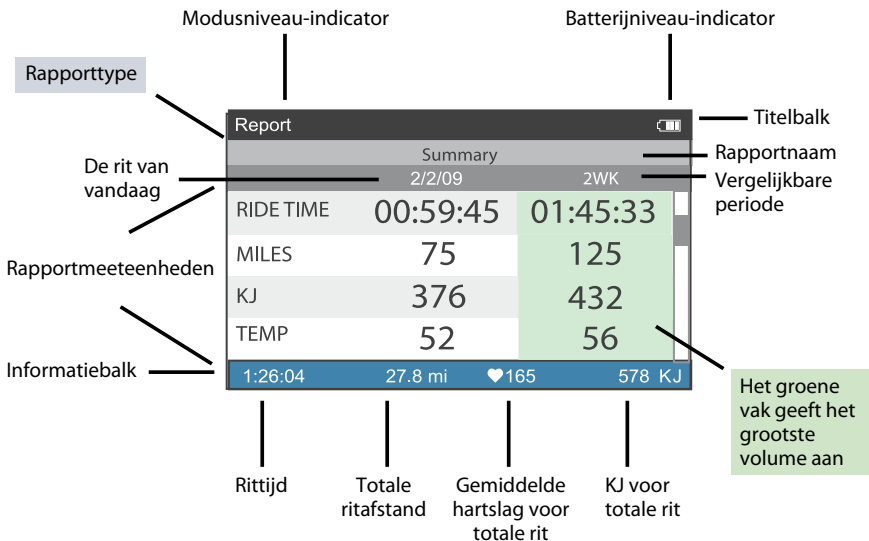 Modusniveau-indicator
Batterijniveau-indicator
Rapporttype
Titelbalk
Report
Rapportnaam
Summary
De rit van
vandaag
2/2/09
2WK
Vergelijkbare
periode
RIDE TIME
00:59:45
01:45:33
MILES
75
125
Rapportmeeteenheden
KJ
376
432
TEMP
52
56
Informatiebalk
1:26:04
27.8 mi
165
578 KJ
Het groene
vak geeft het
grootste
volume aan
Rittijd
Totale
ritafstand
Gemiddelde
hartslag voor
totale rit
KJ voor
totale rit